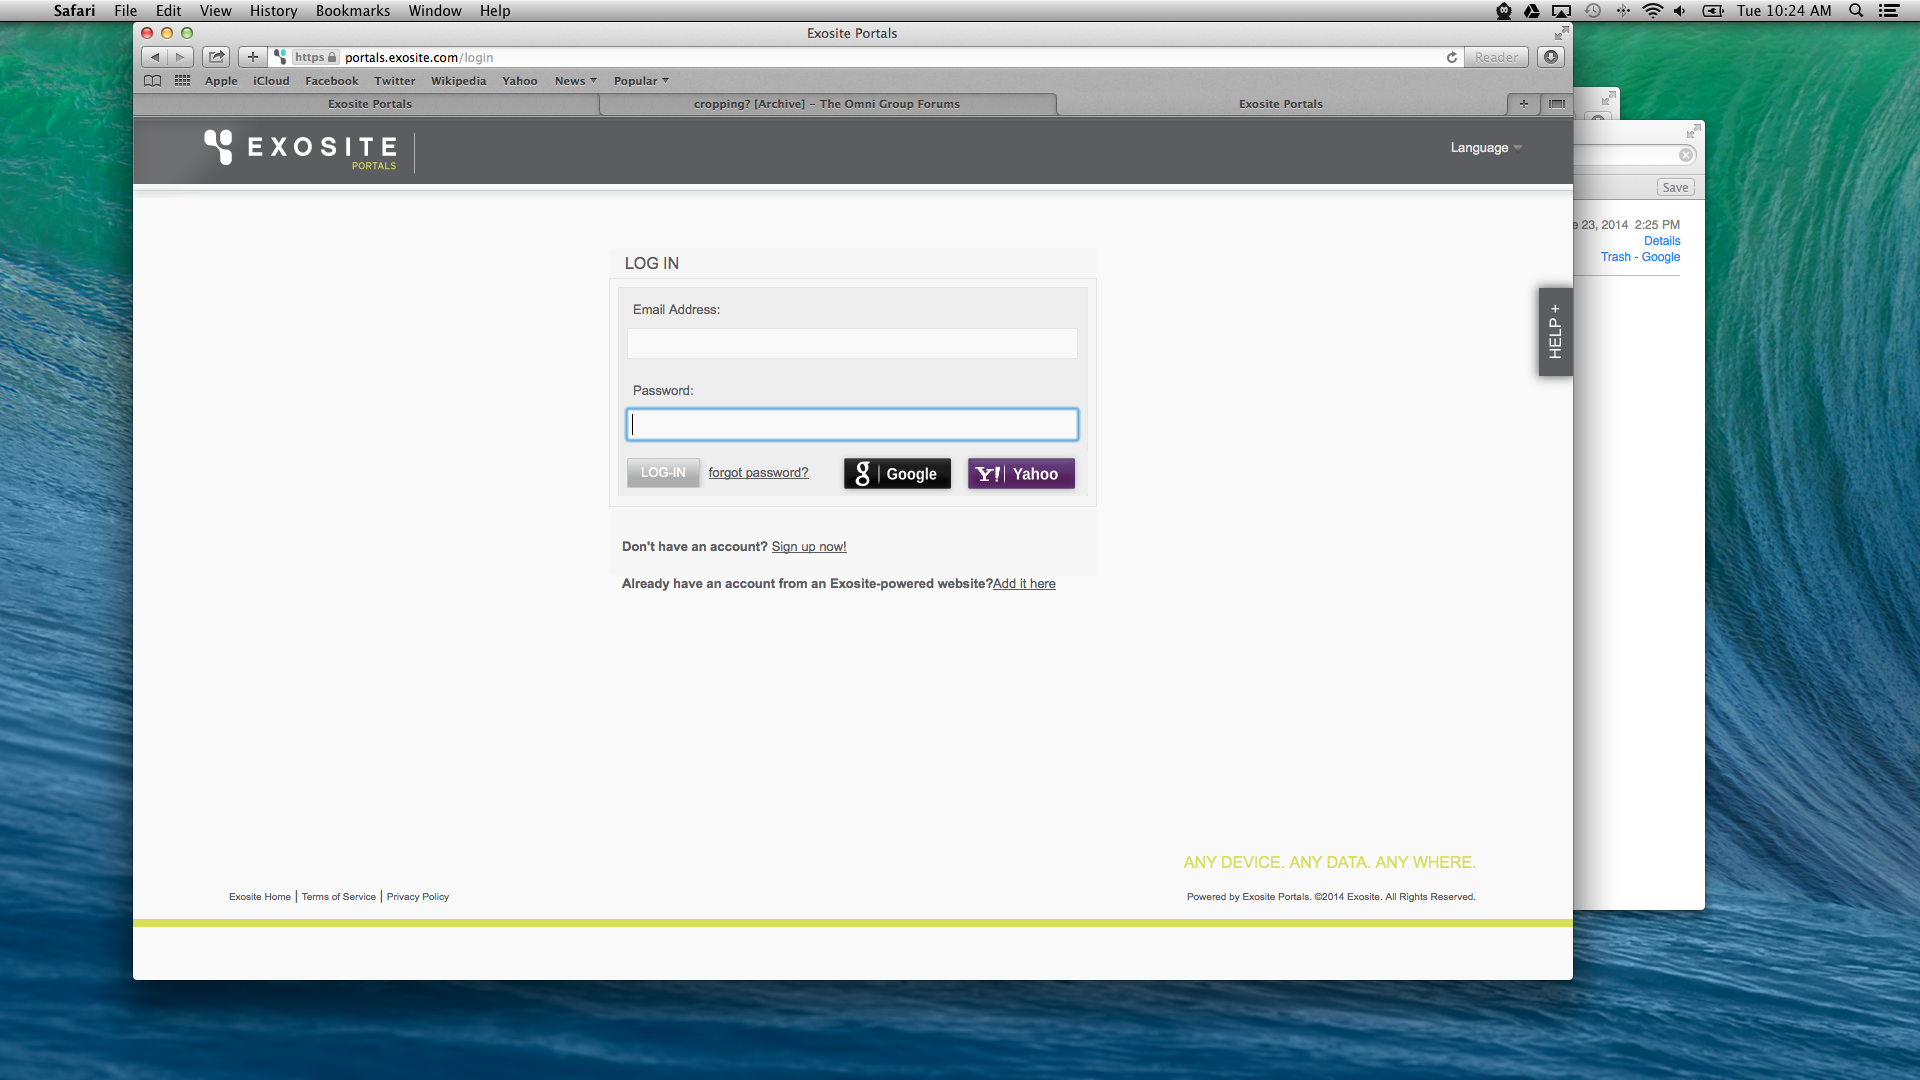 Safari File Edit View History Bookmarks Window Help Tue 10:24 AM
Exosite Portals
https portals.exosite.com/login Reader
Apple iCloud Facebook Twitter Wikipedia Yahoo News Popular
Exosite Portals cropping? [Archive] – The Omni Group Forums Exosite Portals +
EXOSITE
PORTALS
Language
Save
e 23, 2014 2:25 PM
Details
Trash - Google
LOG IN
Email Address:
HELP +
Password:
LOG-IN forgot password? g Google Y! Yahoo
Don't have an account? Sign up now!
Already have an account from an Exosite-powered website?Add it here
ANY DEVICE. ANY DATA. ANY WHERE.
Exosite Home | Terms of Service | Privacy Policy Powered by Exosite Portals. ©2014 Exosite. All Rights Reserved.